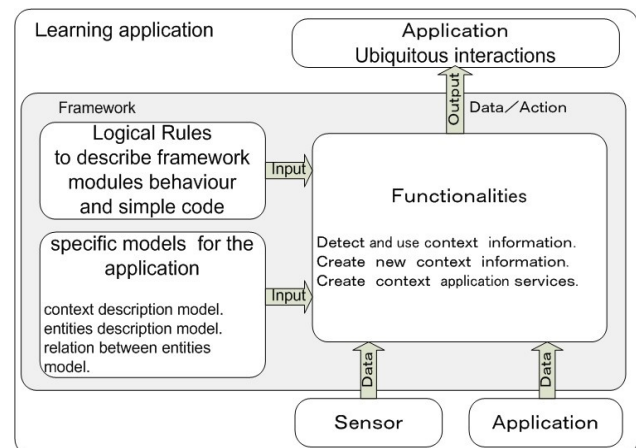 Learning application
Application
Ubiquitous interactions
Output
Data／Action
Framework
Logical Rules
to describe framework
modules behaviour
and simple code
Input
Functionalities
Detect and use context information.
Create new context information.
Create context application services.
specific models for the
application
context description model.
entities description model.
relation between entities
model.
Input
Data
Data
Sensor
Application